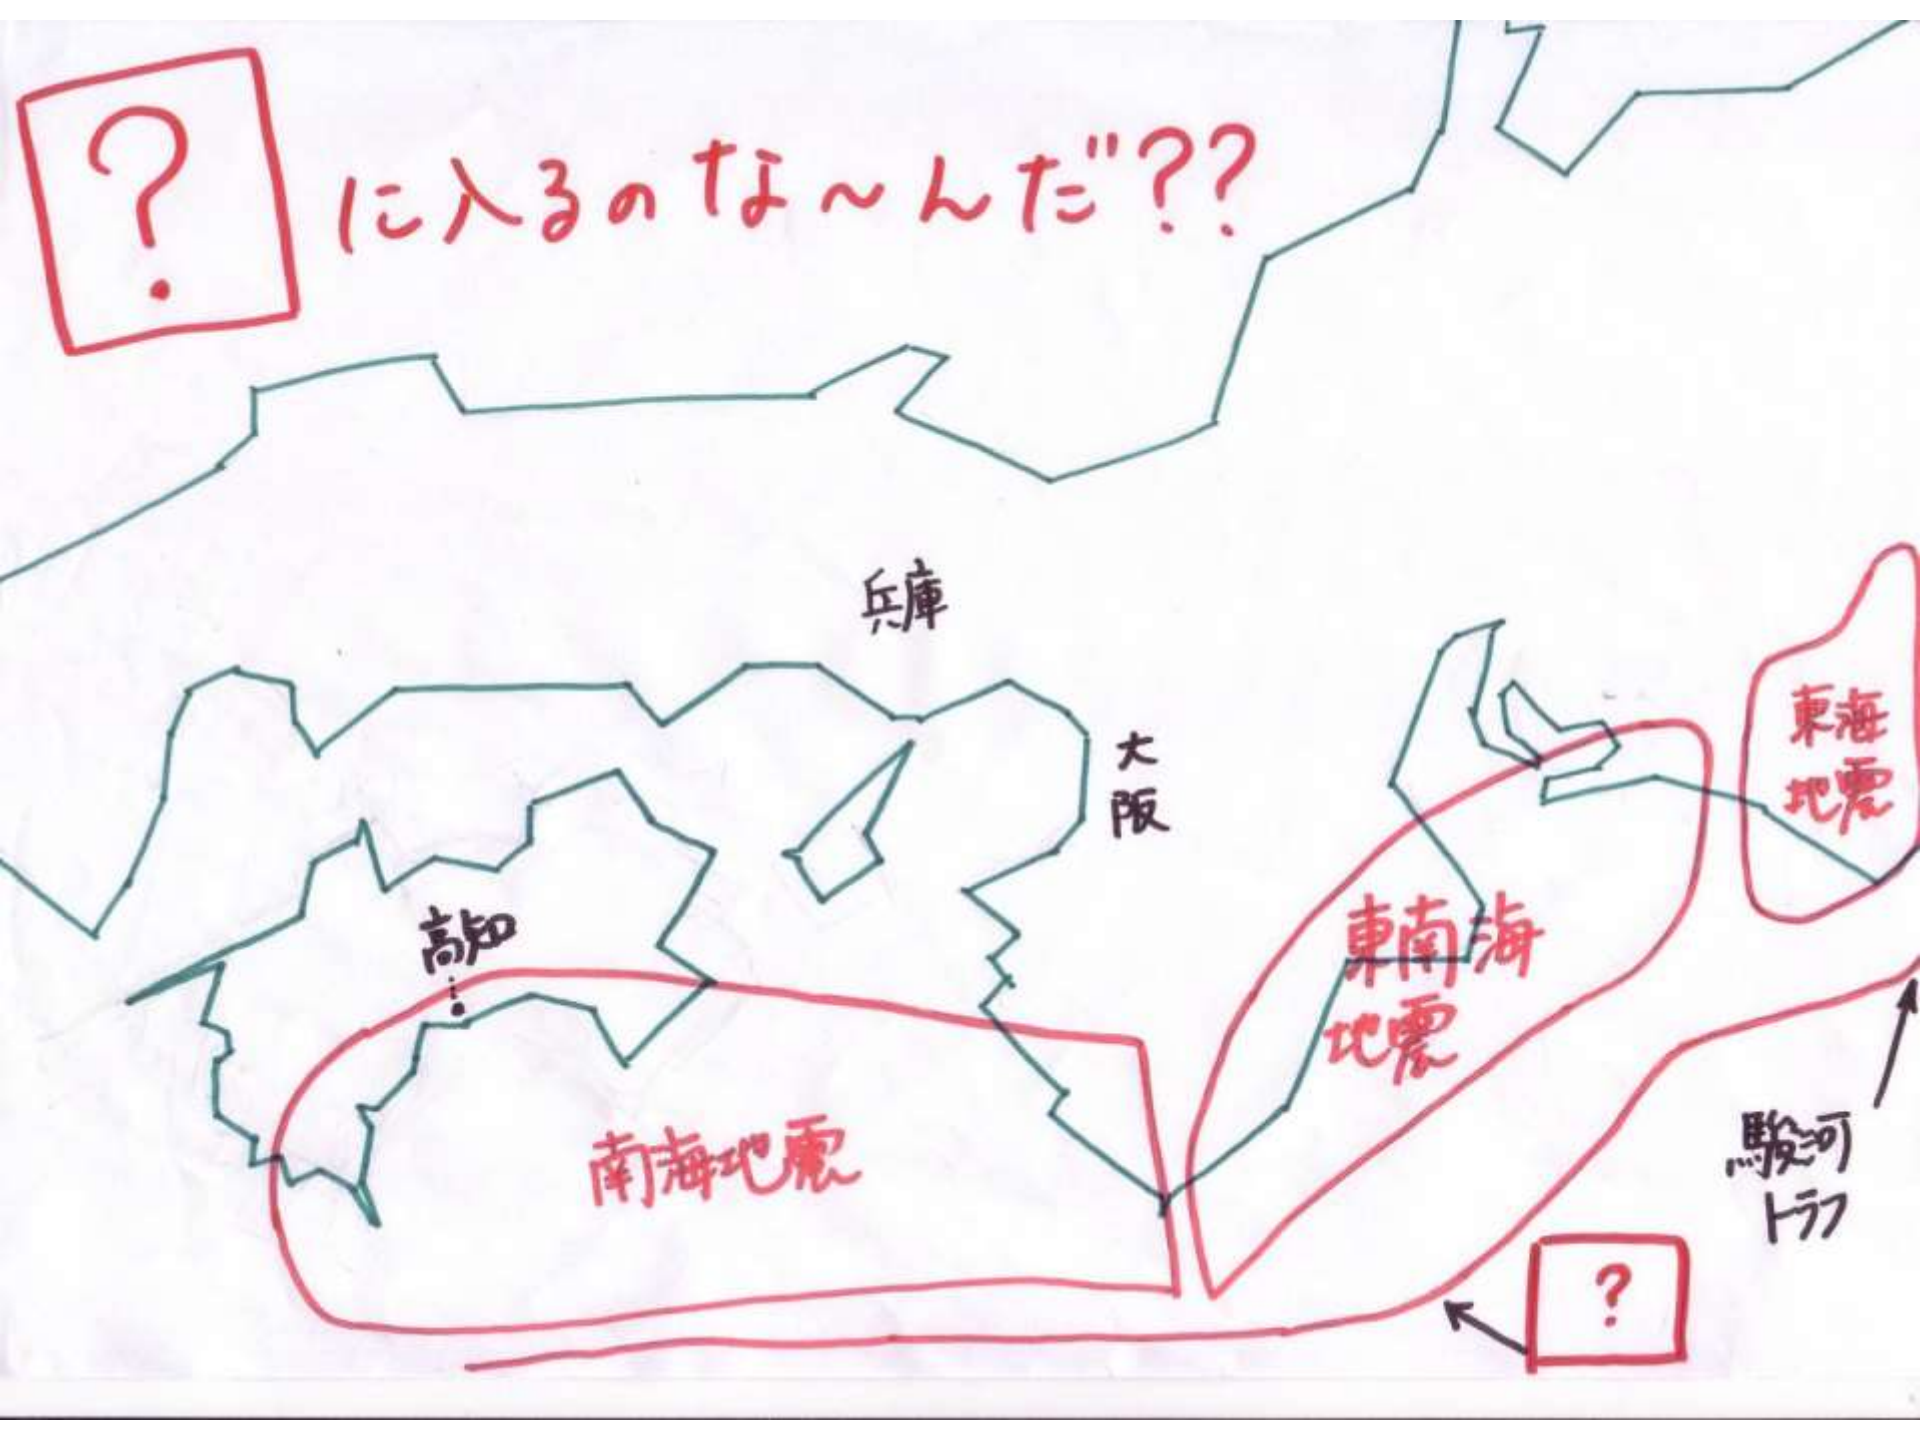 ?
に入るのな～んだ??
兵庫
大
阪
東海
地震
高知
東南海
地震
南海地震
駿河
トラフ
?